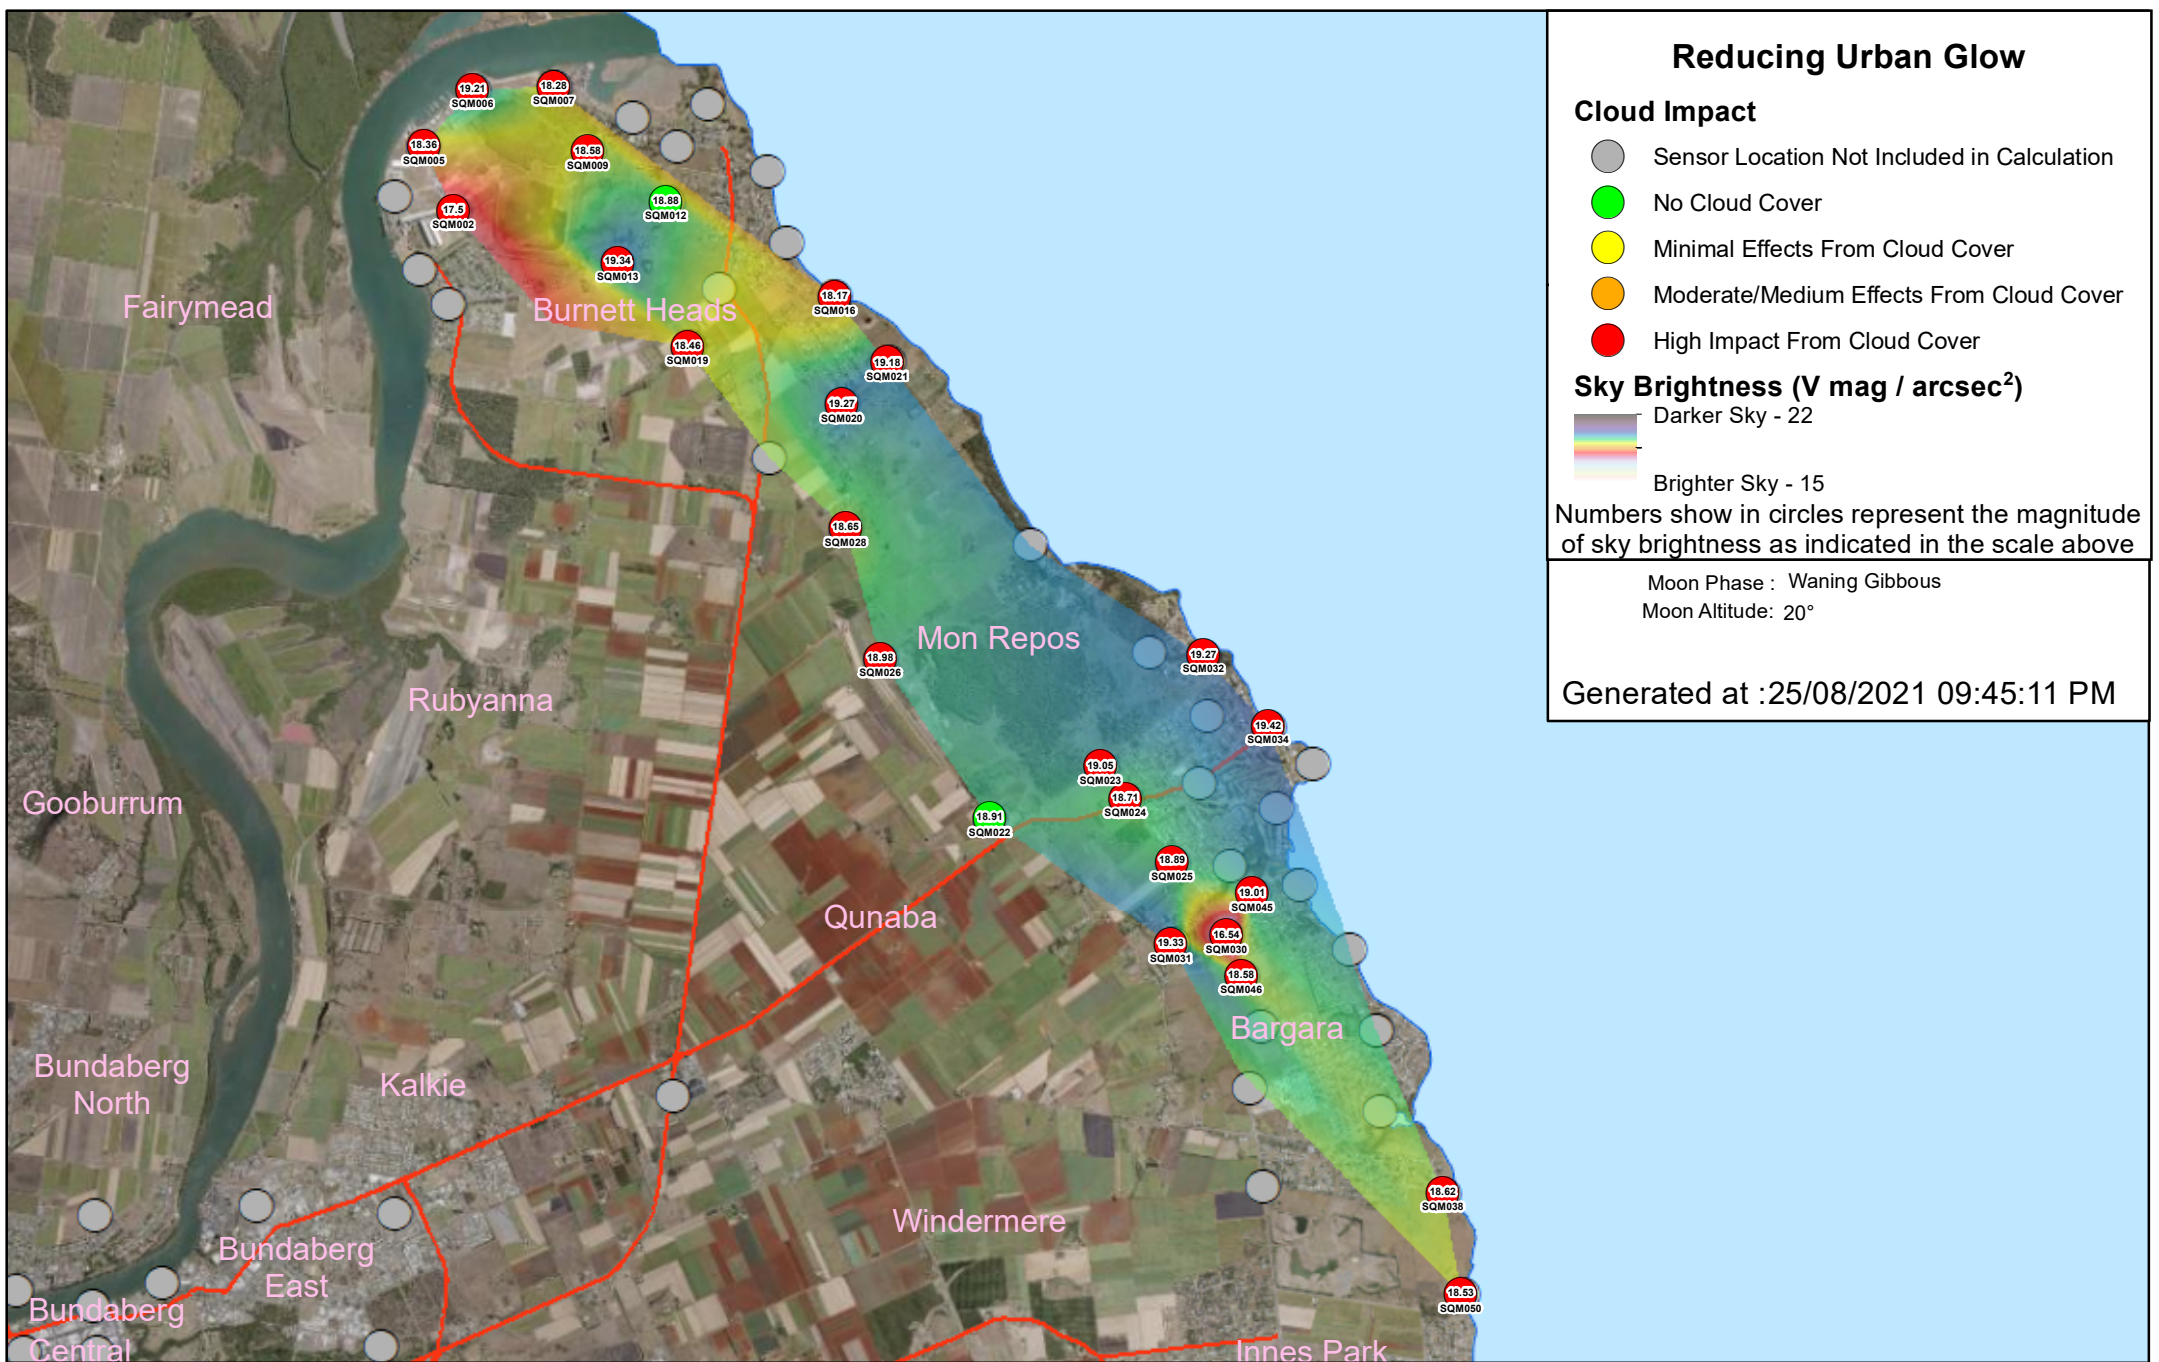 Reducing Urban Glow
Cloud Impact
Sensor Location Not Included in Calculation
No Cloud Cover
Minimal Effects From Cloud Cover
Moderate/Medium Effects From Cloud Cover
High Impact From Cloud Cover
Sky Brightness (V mag / arcsec²)
Darker Sky - 22
Brighter Sky - 15
Numbers show in circles represent the magnitude
of sky brightness as indicated in the scale above
Moon Phase : Waning Gibbous
Moon Altitude: 20°
Generated at :25/08/2021 09:45:11 PM
19.21
SQM006
18.28
SQM007
18.36
SQM005
18.58
SQM009
17.5
SQM002
18.88
SQM012
19.34
SQM013
Fairymead
Burnett Heads
18.17
SQM016
18.46
SQM019
19.18
SQM021
19.27
SQM020
18.65
SQM028
Mon Repos
18.98
SQM026
19.27
SQM032
Rubyanna
19.42
SQM034
19.05
SQM023
18.71
SQM024
Gooburrum
18.91
SQM022
18.89
SQM025
19.01
SQM045
Qunaba
16.54
SQM030
19.33
SQM031
18.58
SQM046
Bargara
Bundaberg
North
Kalkie
18.62
SQM038
Windermere
Bundaberg
East
18.53
SQM050
Bundaberg
Central
Innes Park